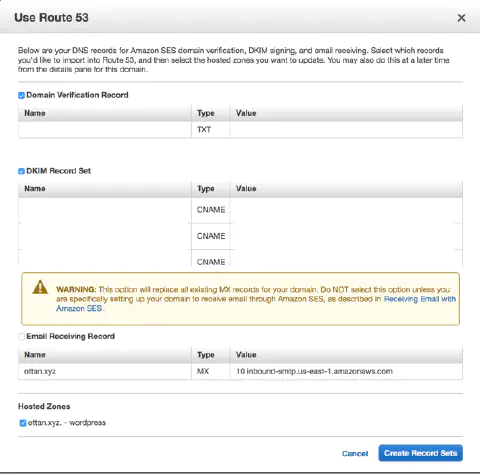 Use Route 53
Below are your DNS records for Amazon SES domain verification, DKIM signing, and email receiving. Select which records
you'd like to import into Route 53, and then select the hosted zones you want to update. You may also do this at a later time
from the details pane for this domain.
Domain Verification Record
Name Type Value
TXT
DKIM Record Set
Name Type Value
CNAME
CNAME
CNAME
WARNING: This option will replace all existing MX records for your domain. Do NOT select this option unless you
are specifically setting up your domain to receive email through Amazon SES, as described in Receiving Email with
Amazon SES.
Email Receiving Record
Name Type Value
ottan.xyz MX 10 inbound-smtp.us-east-1.amazonaws.com
Hosted Zones
ottan.xyz. - wordpress
Cancel Create Record Sets